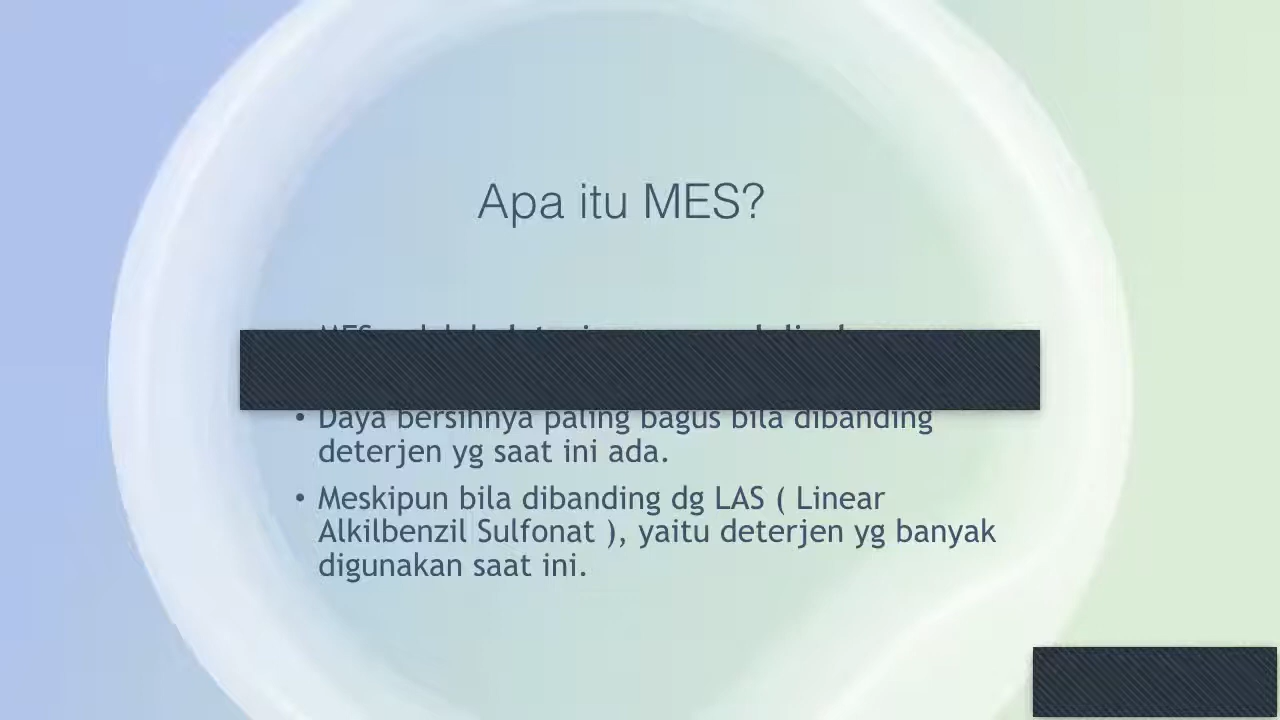 Apa itu MES?
• Daya bersihnya paling bagus bila dibanding
deterjen yg saat ini ada.
• Meskipun bila dibanding dg LAS ( Linear
Alkilbenzil Sulfonat ), yaitu deterjen yg banyak
digunakan saat ini.